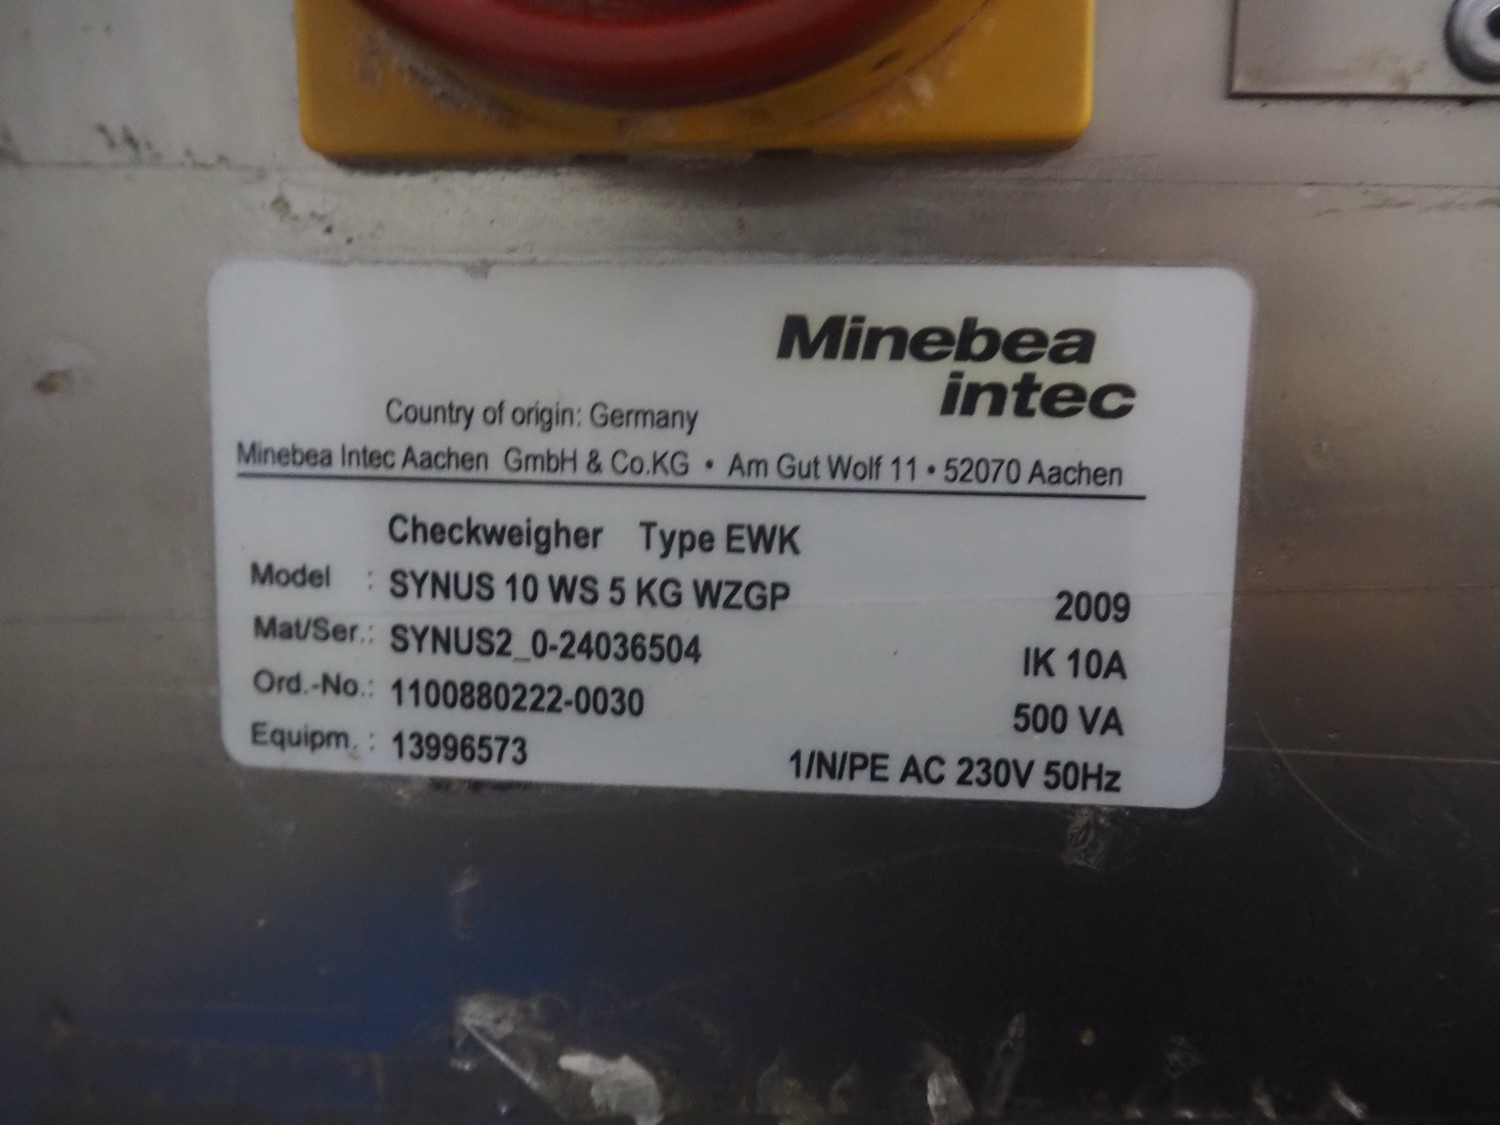 Minebea
intec
Country of origin: Germany
Minebea Intec Aachen GmbH & Co.KG • Am Gut Wolf 11 • 52070 Aachen
Checkweigher Type EWK
Model : SYNUS 10 WS 5 KG WZGP 2009
Mat/Ser.: SYNUS2_0-24036504 IK 10A
Ord.-No.: 1100880222-0030 500 VA
Equipm. : 13996573 1/N/PE AC 230V 50Hz